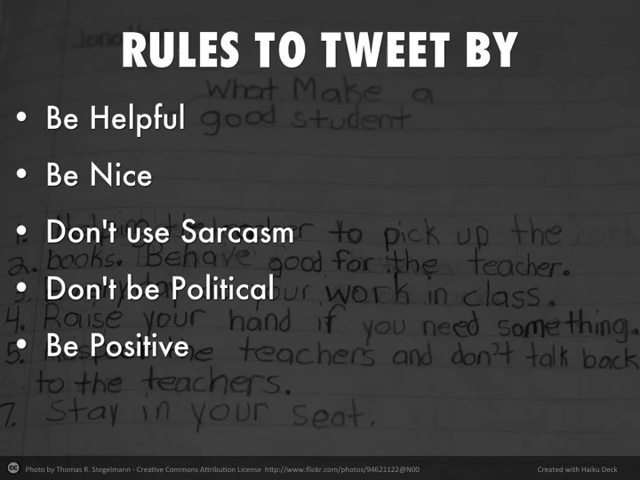 RULES TO TWEET BY
What Make a
• Be Helpful good student
• Be Nice
• Don't use Sarcasm to pick up the
2. books. Behave good for the teacher.
• Don't be Political your work in class.
4. Raise your hand if you need something.
5. • Be Positive the teachers and don't talk back
to the teachers.
7. Stay in your seat.
Photo by Thomas R. Stegelmann - Creative Commons Attribution License http://www.flickr.com/photos/94621122@N00
Created with Haiku Deck